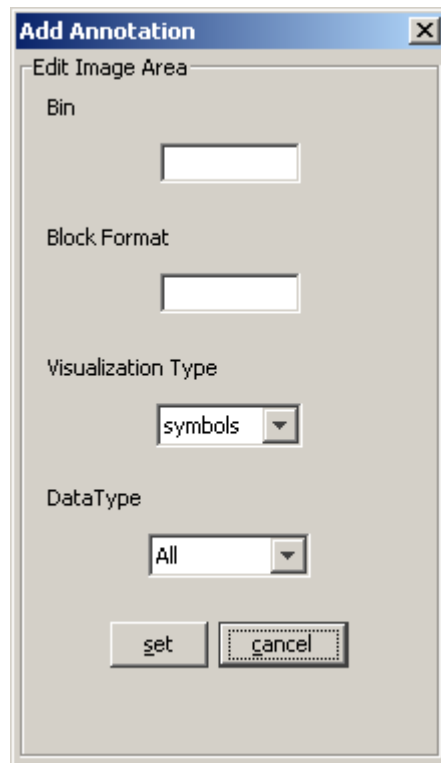 Add Annotation
Edit Image Area
Bin
Block Format
Visualization Type
symbols
DataType
All
set cancel